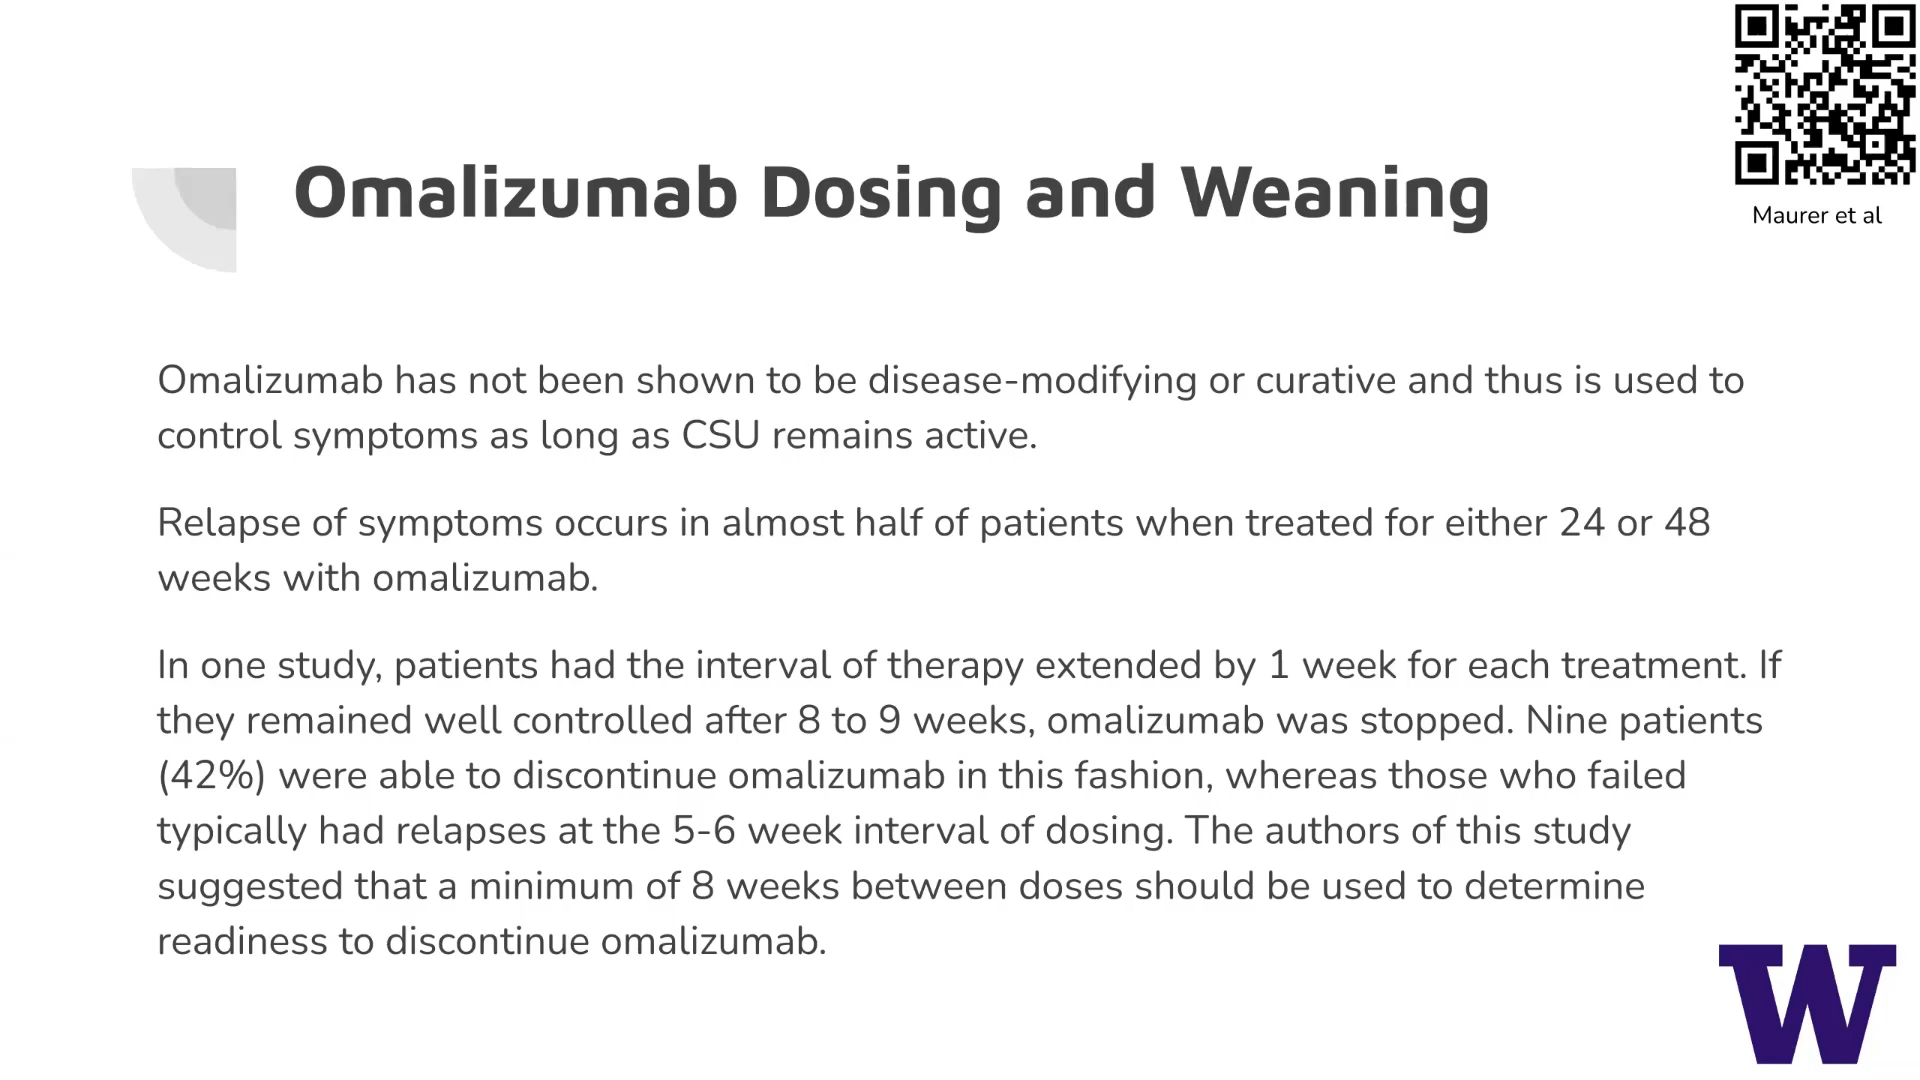 Omalizumab Dosing and Weaning
Maurer et al
Omalizumab has not been shown to be disease-modifying or curative and thus is used to
control symptoms as long as CSU remains active.
Relapse of symptoms occurs in almost half of patients when treated for either 24 or 48
weeks with omalizumab.
In one study, patients had the interval of therapy extended by 1 week for each treatment. If
they remained well controlled after 8 to 9 weeks, omalizumab was stopped. Nine patients
(42%) were able to discontinue omalizumab in this fashion, whereas those who failed
typically had relapses at the 5-6 week interval of dosing. The authors of this study
suggested that a minimum of 8 weeks between doses should be used to determine
readiness to discontinue omalizumab.
W